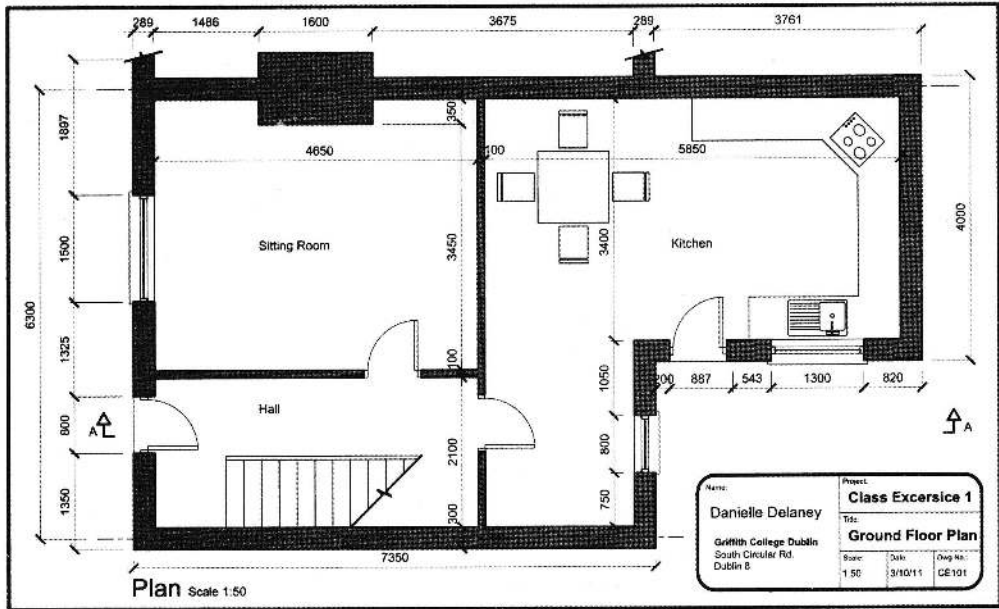 289 1486 1600 3675 289 3761
350
1897
4650 100 5850
4000
Sitting Room 3450 3400 Kitchen
1500
6300
1325
100
1050
200 887 543 1300 820
Hall
800
A A
2100 800
1350
300 750
7350
Plan Scale 1:50
Name:
Danielle Delaney
Griffith College Dublin
South Circular Rd.
Dublin 8
Project:
Class Excersice 1
Title:
Ground Floor Plan
Scale: Date: Dwg No.:
1:50 3/10/11 CE101